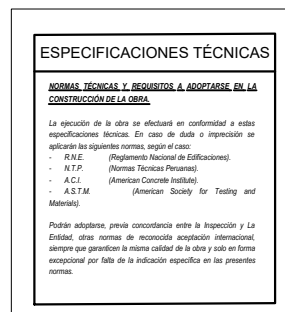 ESPECIFICACIONES TÉCNICAS
NORMAS TÉCNICAS Y REQUISITOS A ADOPTARSE EN LA
CONSTRUCCIÓN DE LA OBRA.
La ejecución de la obra se efectuará en conformidad a estas
especificaciones técnicas. En caso de duda o imprecisión se
aplicarán las siguientes normas, según el caso:
- R.N.E. (Reglamento Nacional de Edificaciones).
- N.T.P. (Normas Técnicas Peruanas).
- A.C.I. (American Concrete Institute).
- A.S.T.M. (American Society for Testing and
Materials).
Podrán adoptarse, previa concordancia entre la Inspección y La
Entidad, otras normas de reconocida aceptación internacional,
siempre que garanticen la misma calidad de la obra y solo en forma
excepcional por falta de la indicación específica en las presentes
normas.